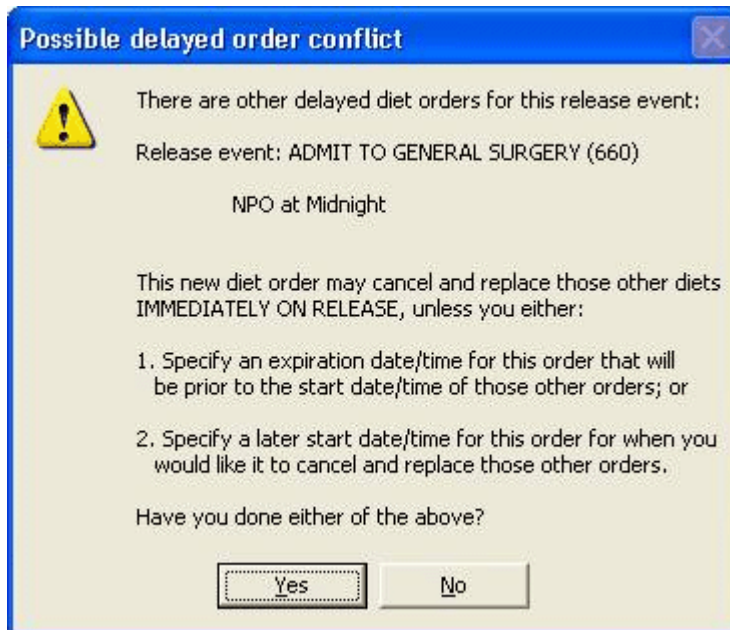 Possible delayed order conflict
There are other delayed diet orders for this release event:
Release event: ADMIT TO GENERAL SURGERY (660)
NPO at Midnight
This new diet order may cancel and replace those other diets
IMMEDIATELY ON RELEASE, unless you either:
1. Specify an expiration date/time for this order that will
be prior to the start date/time of those other orders; or
2. Specify a later start date/time for this order for when you
would like it to cancel and replace those other orders.
Have you done either of the above?
Yes
No